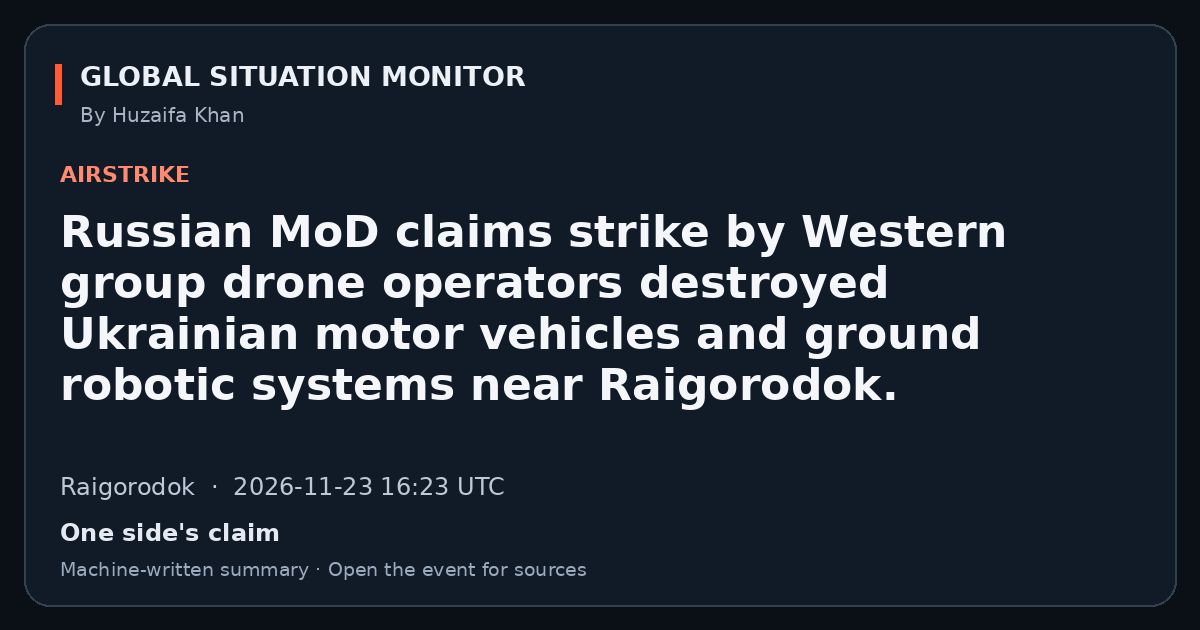 GLOBAL SITUATION MONITOR
By Huzaifa Khan
AIRSTRIKE
Russian MoD claims strike by Western
group drone operators destroyed
Ukrainian motor vehicles and ground
robotic systems near Raigorodok.
Raigorodok · 2026-11-23 16:23 UTC
One side's claim
Machine-written summary · Open the event for sources